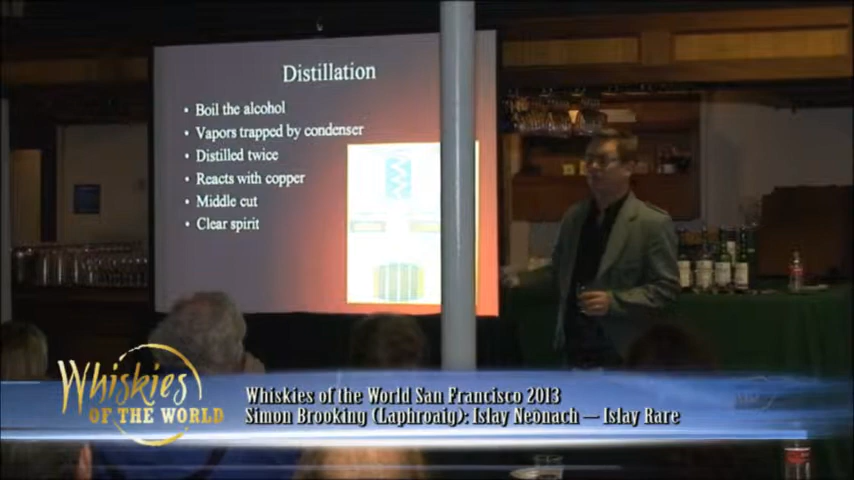 Distillation
• Boil the alcohol
• Vapors trapped by condenser
• Distilled twice
• Reacts with copper
• Middle cut
• Clear spirit
Whiskies
OF THE WORLD
Whiskies of the World San Francisco 2013
Simon Brooking (Laphroaig): Islay Neonach — Islay Rare